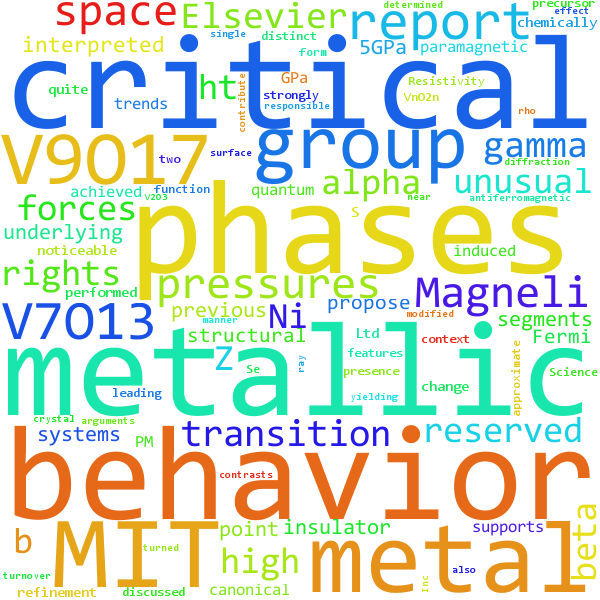 space Elsevier report determined precursor
single distinct form effect chemically
interpreted 5GPa paramagnetic
critical
quite trends ht contribute GPa strongly responsible Resistivity VnO2n rho
V9O17 two surface group gamma diffraction
achieved function V2O3 quantum alpha near unusual antiferromagnetic
forces S
underlying phases
noticeable induced
rights performed pressures Magneli
V7O13 previous manner Ni propose modified segments
structural Ltd context Fermi
Z ray features approximate
leading Se presence change Science
metallic yielding
crystal arguments
systems PM transition reserved
behavior contrasts
b MIT point insulator supports beta
turned high metal also
turnover discussed canonical Inc
refinement